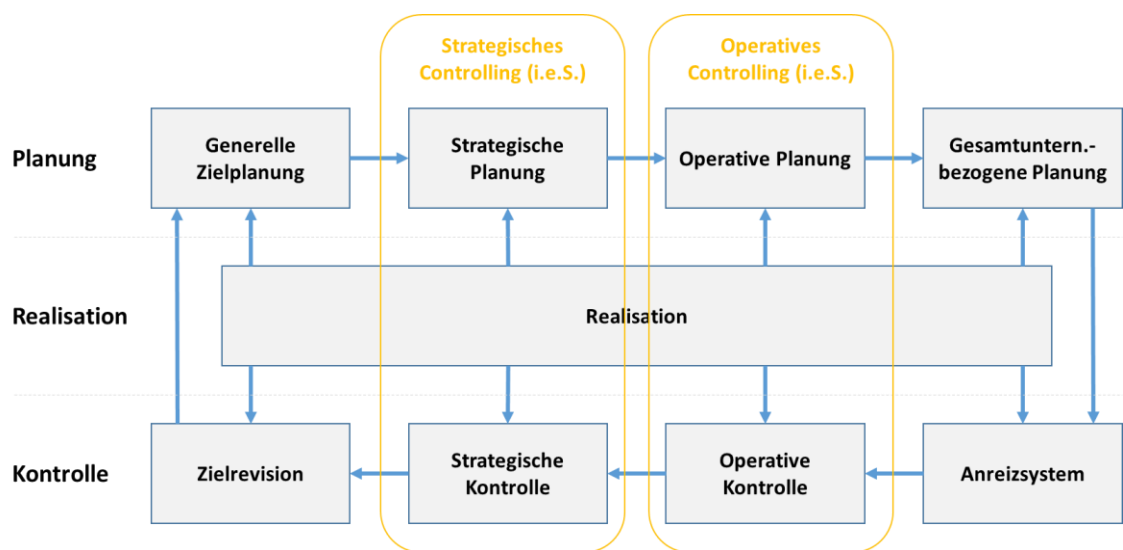 Strategisches
Controlling (i.e.S.)
Operatives
Controlling (i.e.S.)
Planung
Generelle
Zielplanung
Strategische
Planung
Operative Planung
Gesamtuntern.-
bezogene Planung
Realisation
Realisation
Kontrolle
Zielrevision
Strategische
Kontrolle
Operative
Kontrolle
Anreizsystem